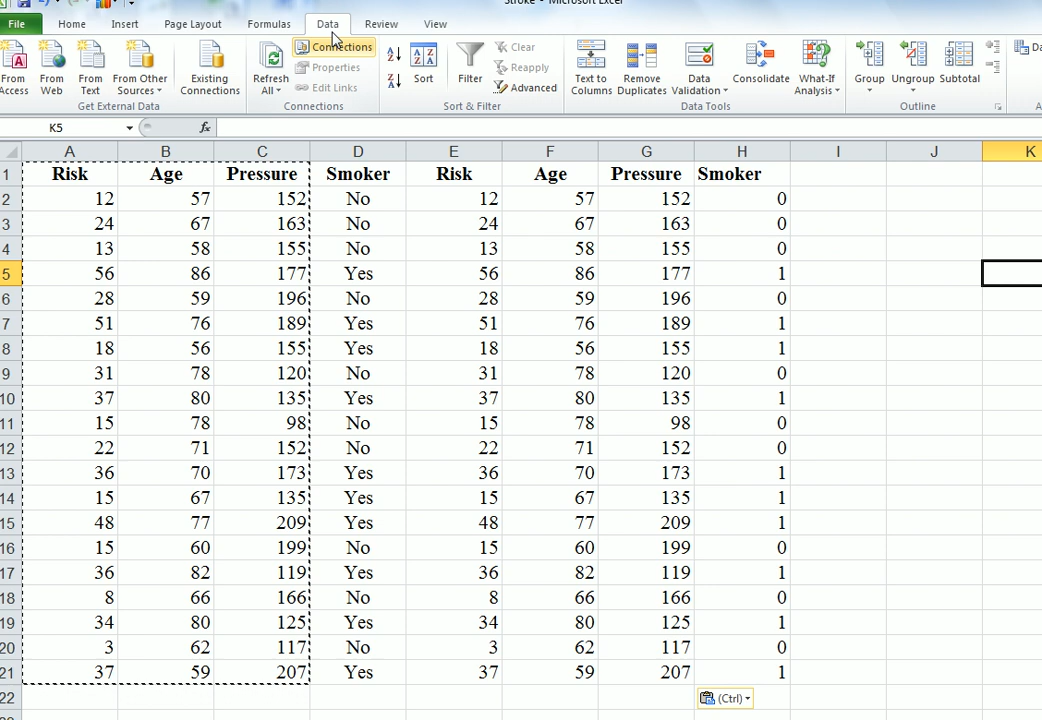 Stroke - Microsoft Excel
File Home Insert Page Layout Formulas Data Review View
From Access
From Web
From Text
From Other Sources
Existing Connections
Get External Data
Refresh All
Connections
Properties
Edit Links
Connections
Sort
Filter
Clear
Reapply
Advanced
Sort & Filter
Text to Columns
Remove Duplicates
Data Validation
Consolidate
What-If Analysis
Data Tools
Group
Ungroup
Subtotal
Outline
K5 fx
A B C D E F G H I J K
1 Risk Age Pressure Smoker Risk Age Pressure Smoker
2 12 57 152 No 12 57 152 0
3 24 67 163 No 24 67 163 0
4 13 58 155 No 13 58 155 0
5 56 86 177 Yes 56 86 177 1
6 28 59 196 No 28 59 196 0
7 51 76 189 Yes 51 76 189 1
8 18 56 155 Yes 18 56 155 1
9 31 78 120 No 31 78 120 0
10 37 80 135 Yes 37 80 135 1
11 15 78 98 No 15 78 98 0
12 22 71 152 No 22 71 152 0
13 36 70 173 Yes 36 70 173 1
14 15 67 135 Yes 15 67 135 1
15 48 77 209 Yes 48 77 209 1
16 15 60 199 No 15 60 199 0
17 36 82 119 Yes 36 82 119 1
18 8 66 166 No 8 66 166 0
19 34 80 125 Yes 34 80 125 1
20 3 62 117 No 3 62 117 0
21 37 59 207 Yes 37 59 207 1
22 (Ctrl)